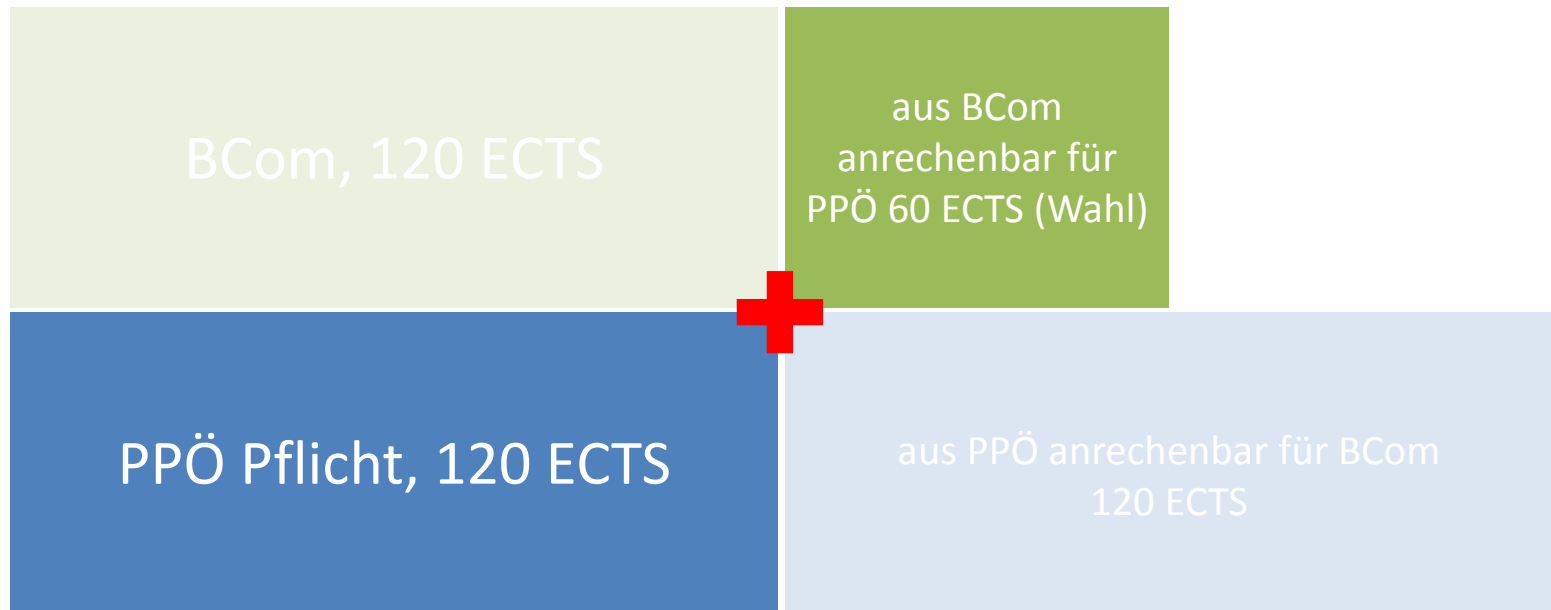 BCom, 120 ECTS
aus BCom
anrechenbar für
PPÖ 60 ECTS (Wahl)
PPÖ Pflicht, 120 ECTS
aus PPÖ anrechenbar für BCom
120 ECTS